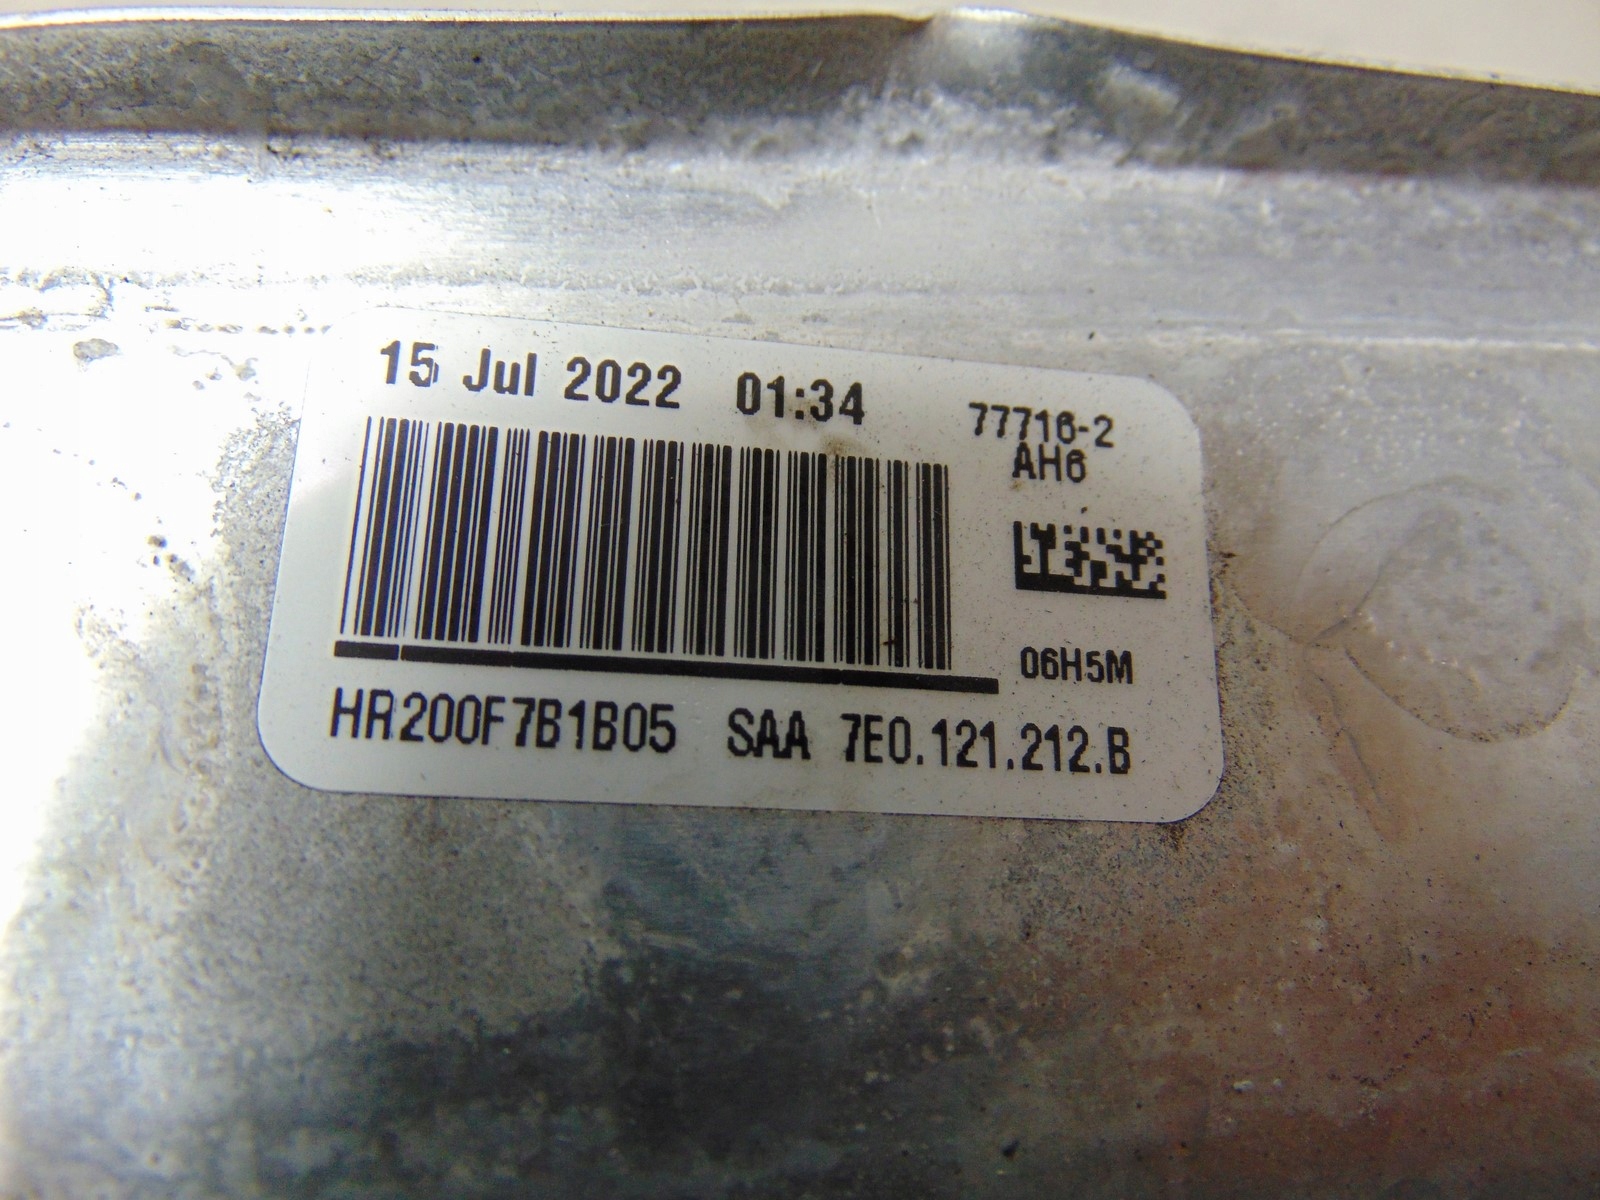 15 Jul 2022 01:34
77716-2
AH6
06H5M
HR200F7B1B05 SAA 7E0.121.212.B